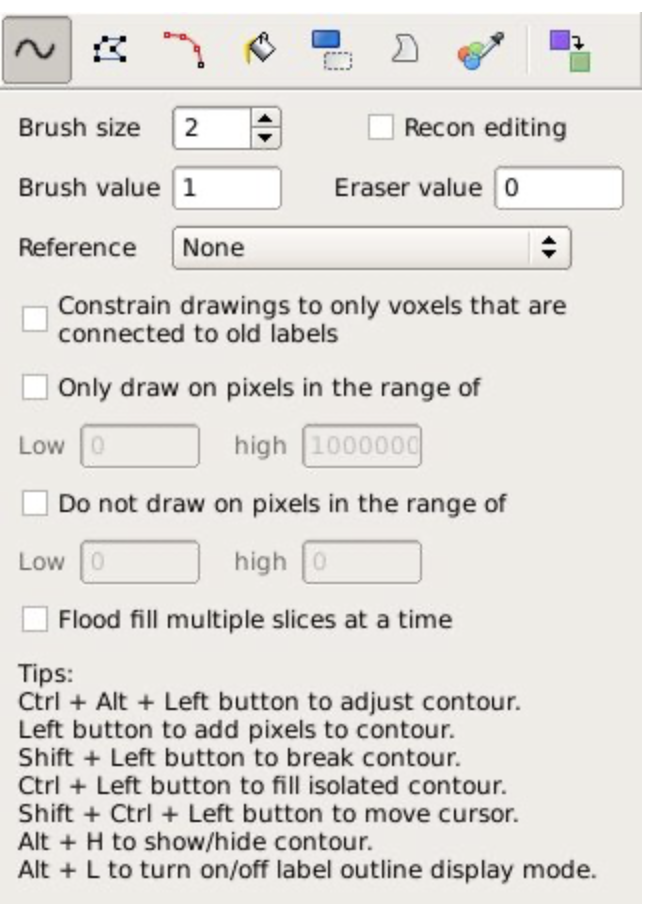 Brush size 2 Recon editing
Brush value 1 Eraser value 0
Reference None
Constrain drawings to only voxels that are
connected to old labels
Only draw on pixels in the range of
Low 0 high 1000000
Do not draw on pixels in the range of
Low 0 high 0
Flood fill multiple slices at a time
Tips:
Ctrl + Alt + Left button to adjust contour.
Left button to add pixels to contour.
Shift + Left button to break contour.
Ctrl + Left button to fill isolated contour.
Shift + Ctrl + Left button to move cursor.
Alt + H to show/hide contour.
Alt + L to turn on/off label outline display mode.